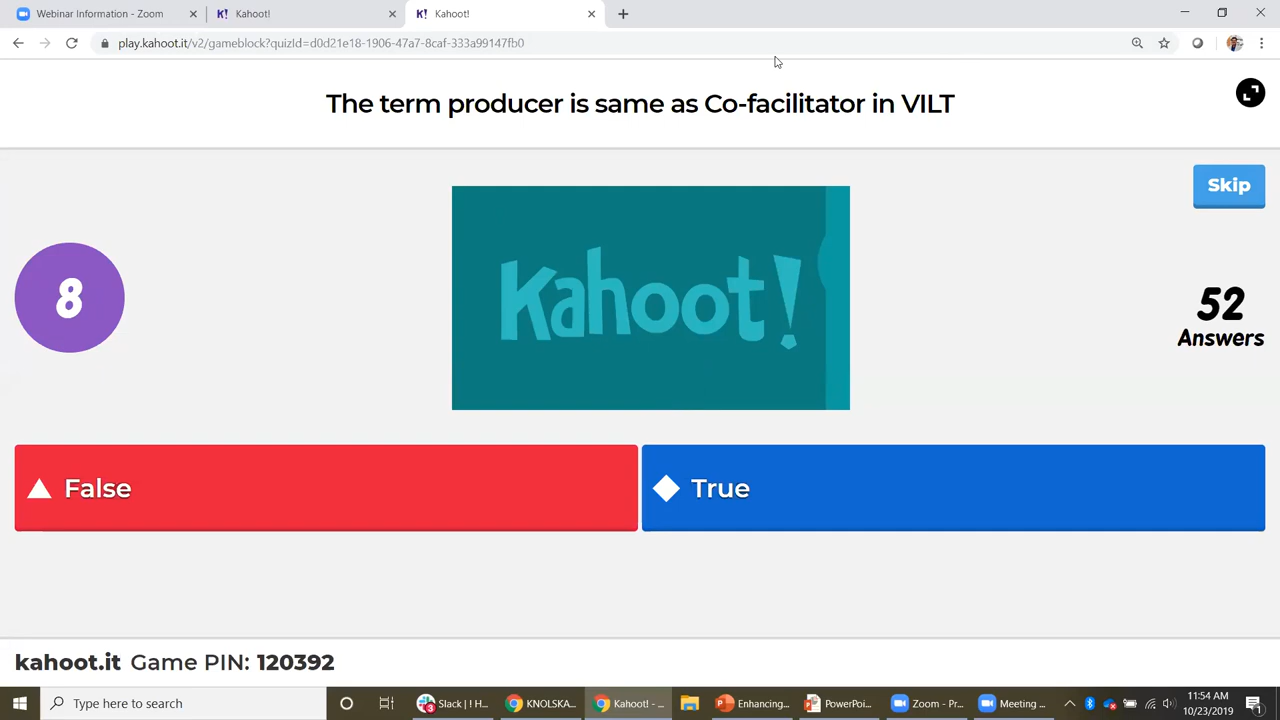 Webinar Information - Zoom
K! Kahoot!
K! Kahoot!
play.kahoot.it/v2/gameblock?quizId=d0d21e18-1906-47a7-8caf-333a99147fb0
The term producer is same as Co-facilitator in VILT
Skip
8
Kahoot!
52
Answers
False
True
kahoot.it Game PIN: 120392
Type here to search
Slack | ! H...
KNOLSKA...
Kahoot! - ...
Enhancing...
PowerPoi...
Zoom - Pr...
Meeting ...
11:54 AM
10/23/2019